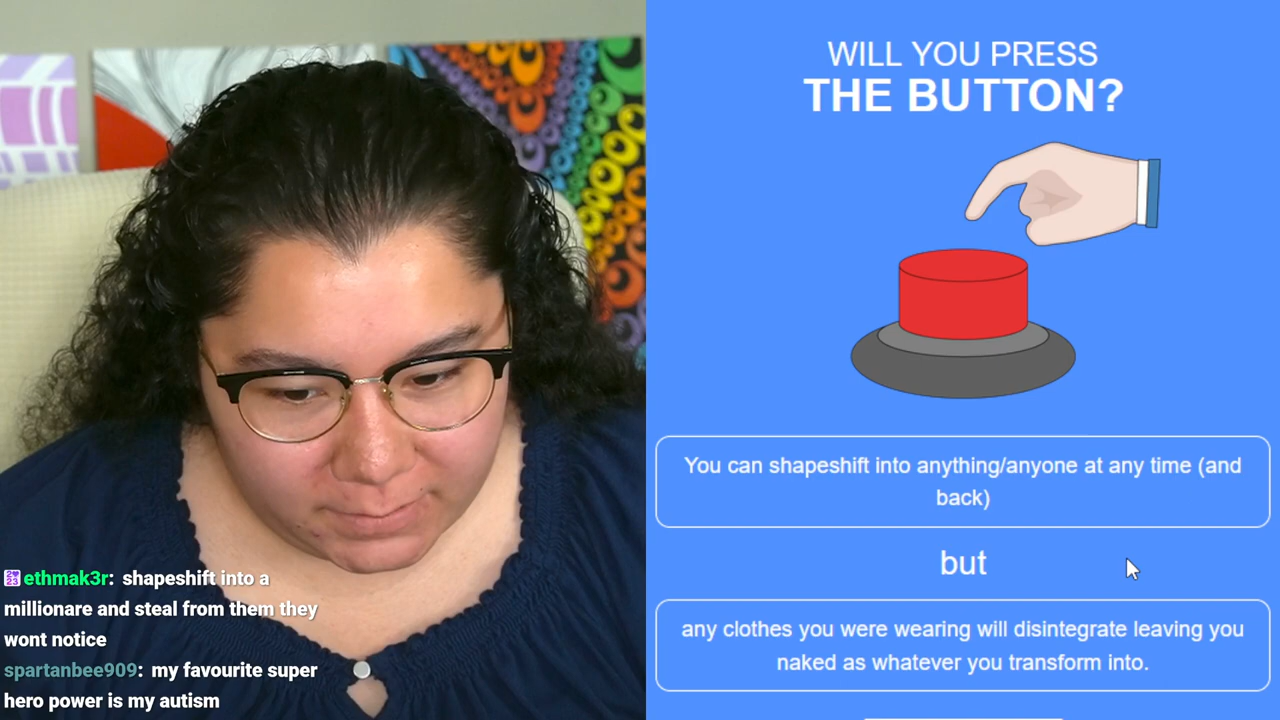 WILL YOU PRESS
THE BUTTON?
You can shapeshift into anything/anyone at any time (and
back)
but
any clothes you were wearing will disintegrate leaving you
naked as whatever you transform into.
ethmak3r: shapeshift into a
millionare and steal from them they
wont notice
spartanbee909: my favourite super
hero power is my autism